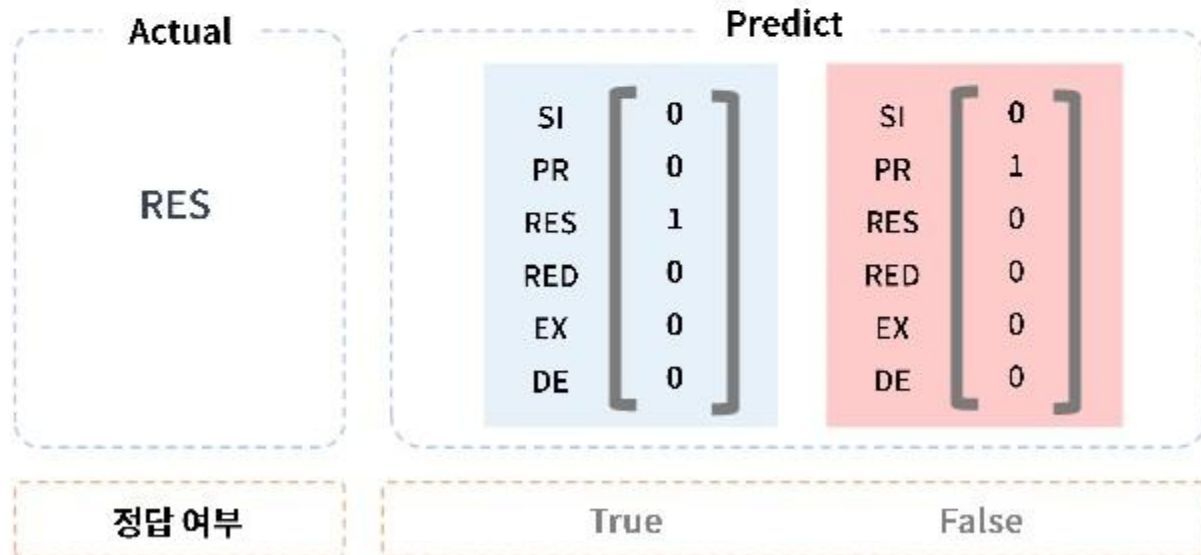 Actual
Predict
RES
SI 0
PR 0
RES 1
RED 0
EX 0
DE 0
SI 0
PR 1
RES 0
RED 0
EX 0
DE 0
정답 여부
True
False